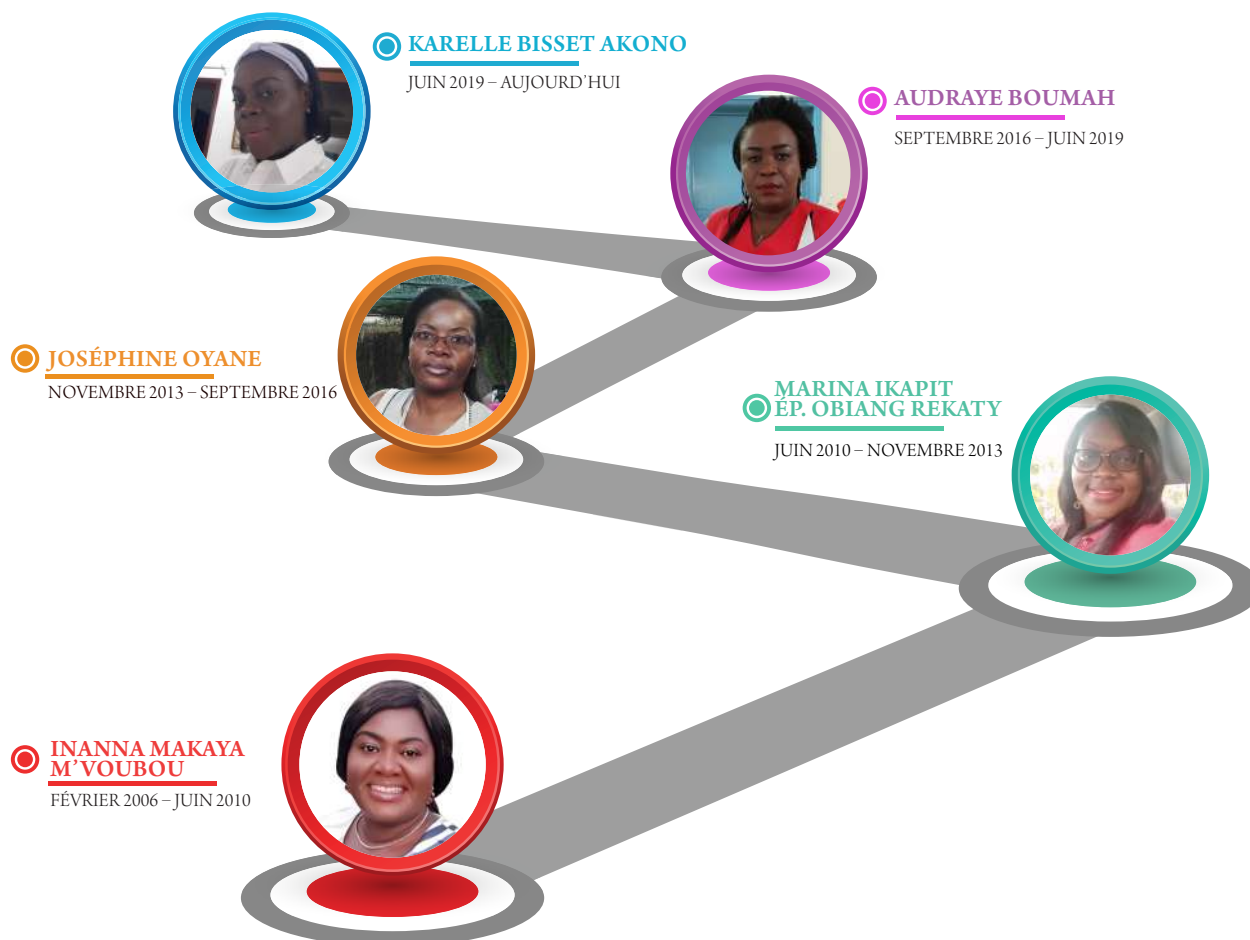 KARELLE BISSET AKONO
JUIN 2019 – AUJOURD'HUI
AUDRAYE BOUMAH
SEPTEMBRE 2016 – JUIN 2019
JOSÉPHINE OYANE
NOVEMBRE 2013 – SEPTEMBRE 2016
MARINA IKAPIT
ÉP. OBIANG REKATY
JUIN 2010 – NOVEMBRE 2013
INANNA MAKAYA
M'VOUBOU
FÉVRIER 2006 – JUIN 2010